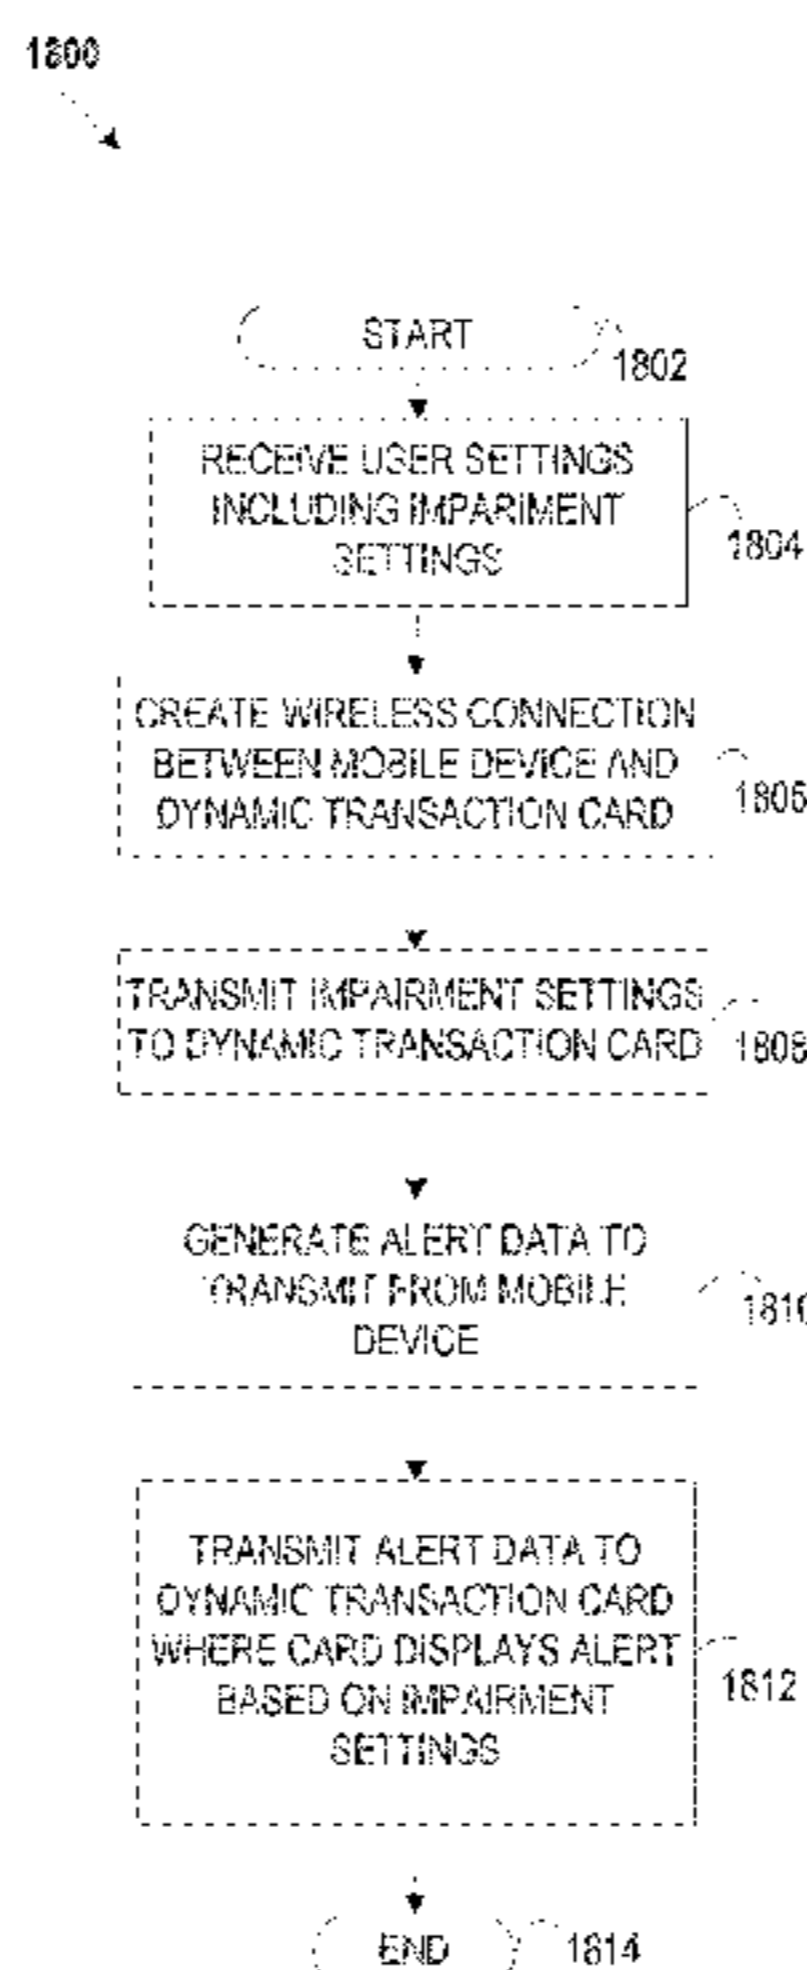 1800
START
1802
RECEIVE USER SETTINGS
INCLUDING IMPARIMENT
SETTINGS
1804
CREATE WIRELESS CONNECTION
BETWEEN MOBILE DEVICE AND
DYNAMIC TRANSACTION CARD
1806
TRANSMIT IMPAIRMENT SETTINGS
TO DYNAMIC TRANSACTION CARD
1808
GENERATE ALERT DATA TO
TRANSMIT FROM MOBILE
DEVICE
1810
TRANSMIT ALERT DATA TO
DYNAMIC TRANSACTION CARD
WHERE CARD DISPLAYS ALERT
BASED ON IMPAIRMENT
SETTINGS
1812
END
1814